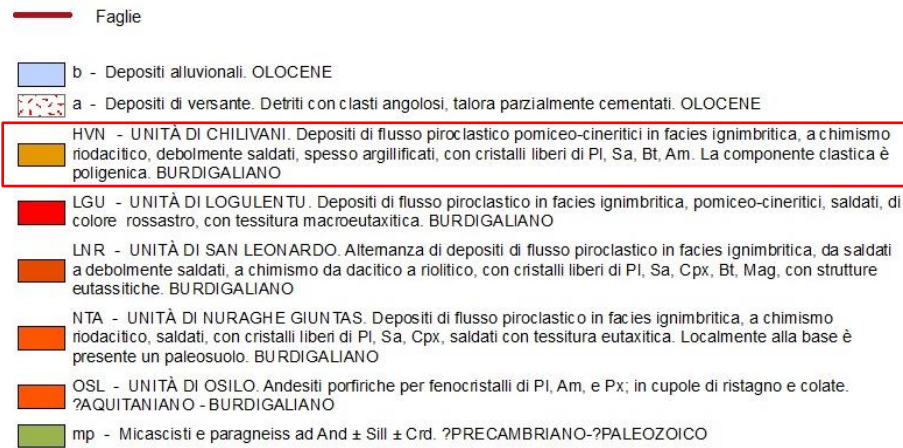 Faglie
b - Depositi alluvionali. OLOCENE
a - Depositi di versante. Detriti con clasti angolosi, talora parzialmente cementati. OLOCENE
HVN - UNITÀ DI CHILIVANI. Depositi di flusso piroclastico pomiceo-cineritici in facies ignimbritica, a chimismo
riodacitico, debolmente saldati, spesso argillificati, con cristalli liberi di Pl, Sa, Bt, Am. La componente clastica è
poligenica. BURDIGALIANO
LGU - UNITÀ DI LOGULENTU. Depositi di flusso piroclastico in facies ignimbritica, pomiceo-cineritici, saldati, di
colore rossastro, con tessitura macroeutaxitica. BURDIGALIANO
LNR - UNITÀ DI SAN LEONARDO. Alternanza di depositi di flusso piroclastico in facies ignimbritica, da saldati
a debolmente saldati, a chimismo da dacitico a riolitico, con cristalli liberi di Pl, Sa, Cpx, Bt, Mag, con strutture
eutassitiche. BURDIGALIANO
NTA - UNITÀ DI NURAGHE GIUNTAS. Depositi di flusso piroclastico in facies ignimbritica, a chimismo
riodacitico, saldati, con cristalli liberi di Pl, Sa, Cpx, saldati con tessitura eutaxitica. Localmente alla base è
presente un paleosuolo. BURDIGALIANO
OSL - UNITÀ DI OSILO. Andesiti porfiriche per fenocristalli di Pl, Am, e Px; in cupole di ristagno e colate.
?AQUITANIANO - BURDIGALIANO
mp - Micascisti e paragneiss ad And ± Sill ± Crd. ?PRECAMBRIANO-?PALEOZOICO